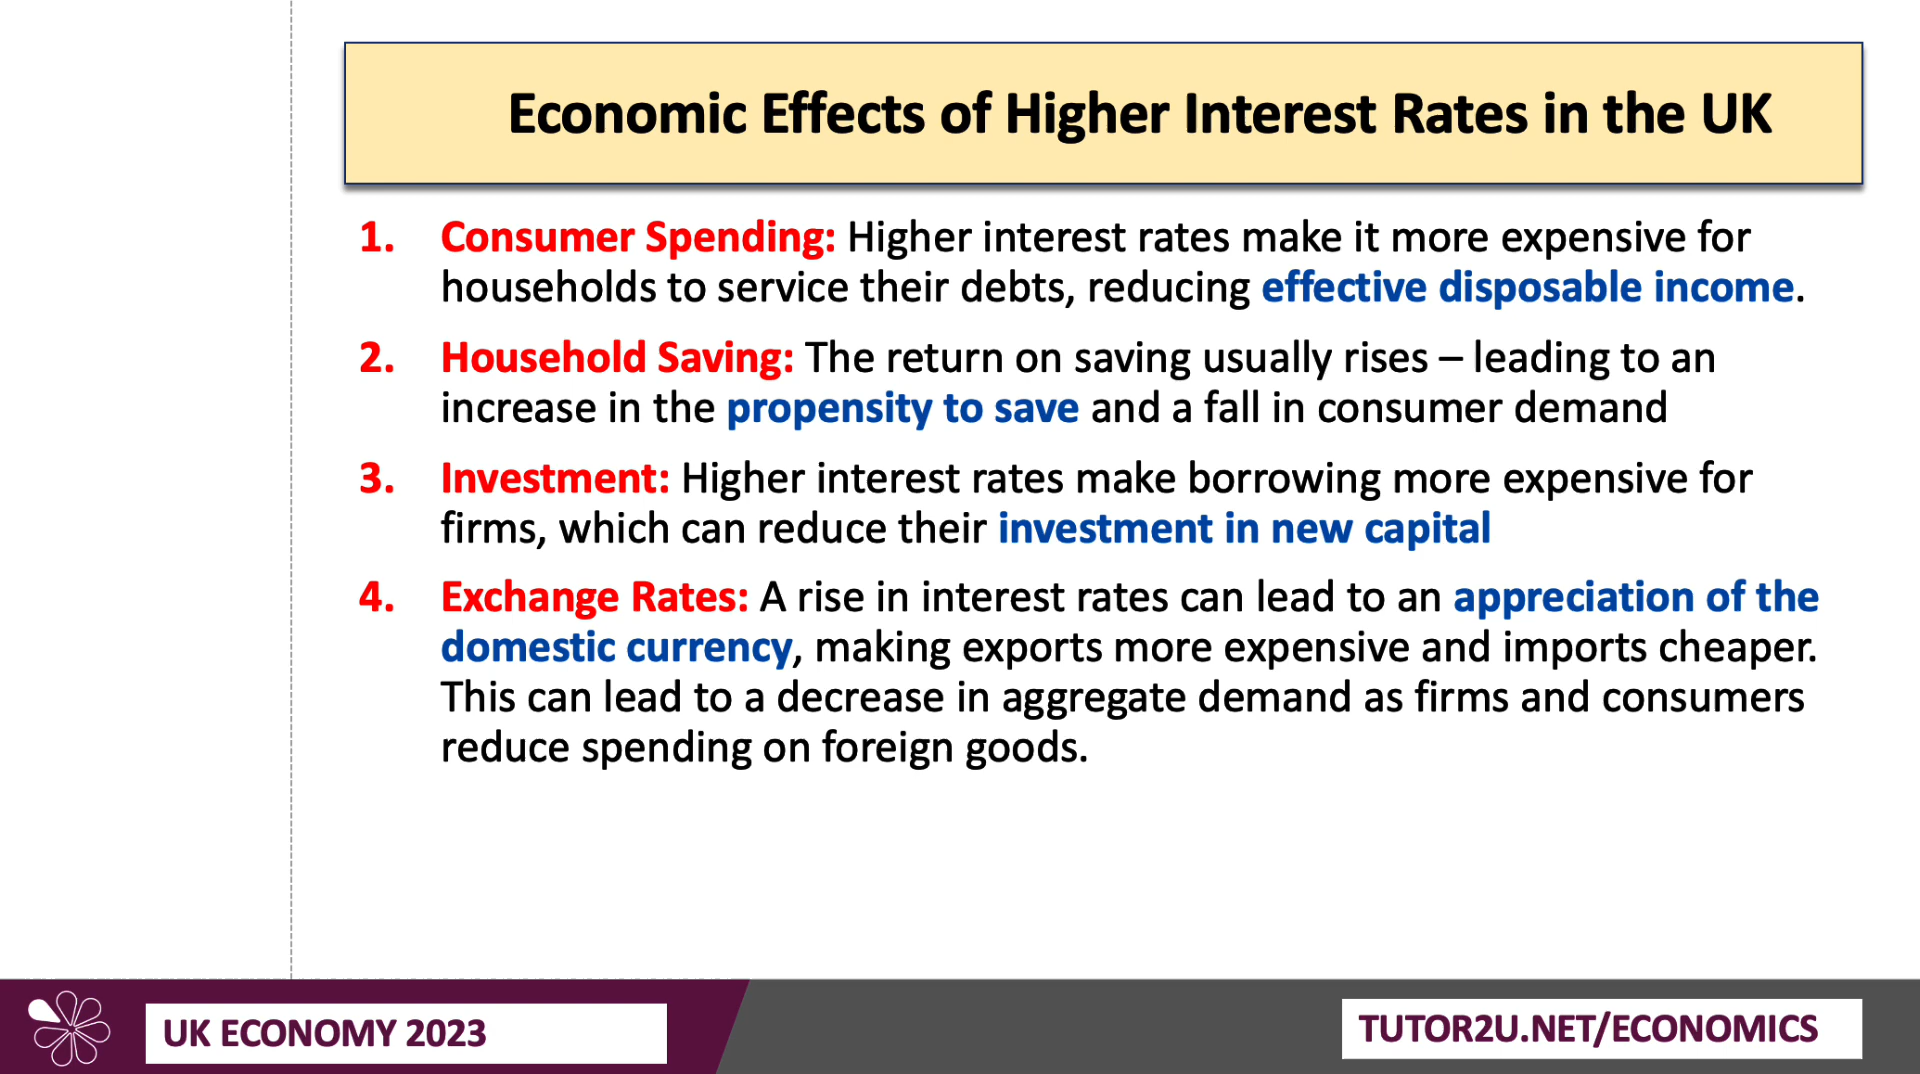 Economic Effects of Higher Interest Rates in the UK
1. Consumer Spending: Higher interest rates make it more expensive for
households to service their debts, reducing effective disposable income.
2. Household Saving: The return on saving usually rises – leading to an
increase in the propensity to save and a fall in consumer demand
3. Investment: Higher interest rates make borrowing more expensive for
firms, which can reduce their investment in new capital
4. Exchange Rates: A rise in interest rates can lead to an appreciation of the
domestic currency, making exports more expensive and imports cheaper.
This can lead to a decrease in aggregate demand as firms and consumers
reduce spending on foreign goods.
UK ECONOMY 2023
TUTOR2U.NET/ECONOMICS